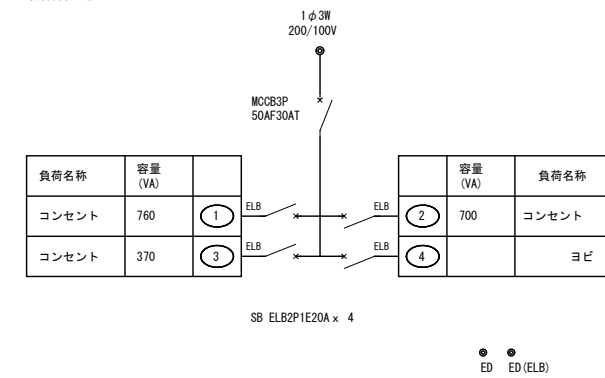 1φ3W
200/100V
MCCB3P
50AF30AT
負荷名称 容量
(VA)
容量
(VA) 負荷名称
コンセント 760 1 ELB ELB 2 700 コンセント
コンセント 370 3 ELB ELB 4 ヨビ
SB ELB2P1E20A x 4
ED ED(ELB)